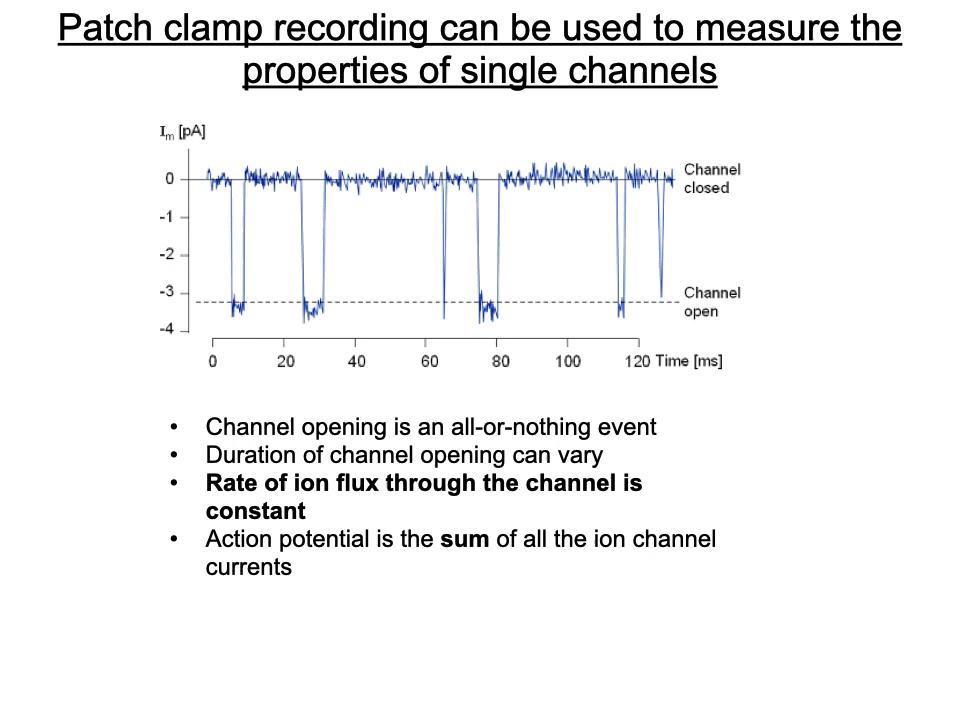 Patch clamp recording can be used to measure the
properties of single channels
Im [pA]
0
-1
-2
-3
-4
Channel
closed
Channel
open
0 20 40 60 80 100 120 Time [ms]
• Channel opening is an all-or-nothing event
• Duration of channel opening can vary
• Rate of ion flux through the channel is
constant
• Action potential is the sum of all the ion channel
currents